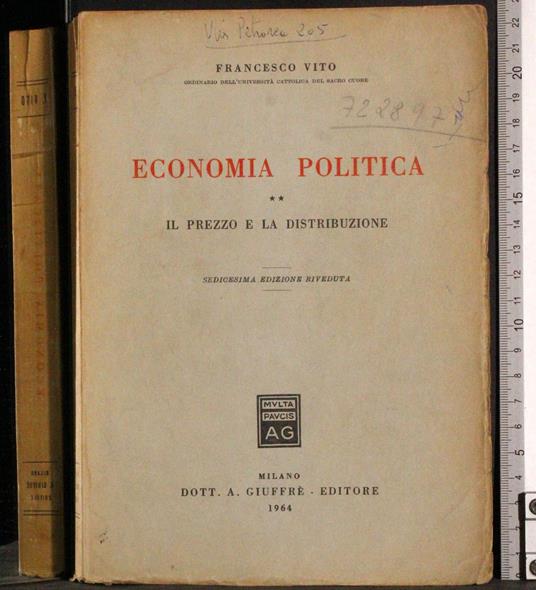 Via Petrarca 205
FRANCESCO VITO
ORDINARIO DELL'UNIVERSITÀ CATTOLICA DEL SACRO CUORE
722897
ECONOMIA POLITICA
★★
IL PREZZO E LA DISTRIBUZIONE
SEDICESIMA EDIZIONE RIVEDUTA
MVLTA
PAVCIS
AG
MILANO
DOTT. A. GIUFFRÈ - EDITORE
1964